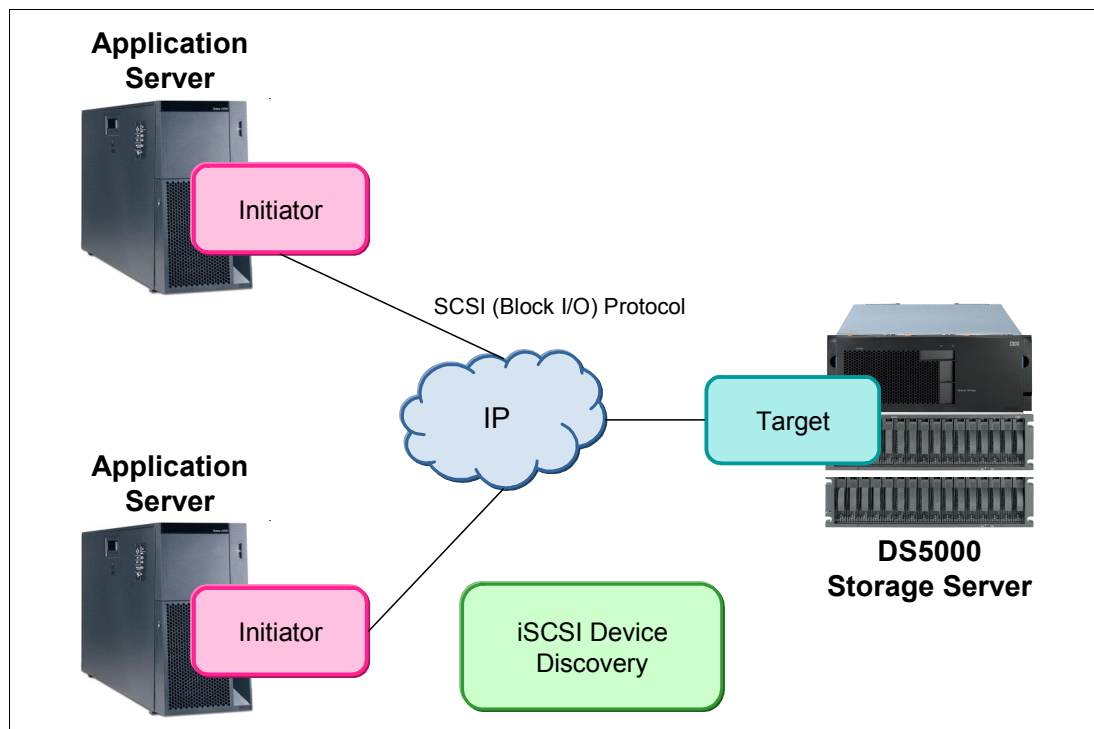 Application
Server
Initiator
SCSI (Block I/O) Protocol
IP
Target
Application
Server
Initiator
iSCSI Device
Discovery
DS5000
Storage Server